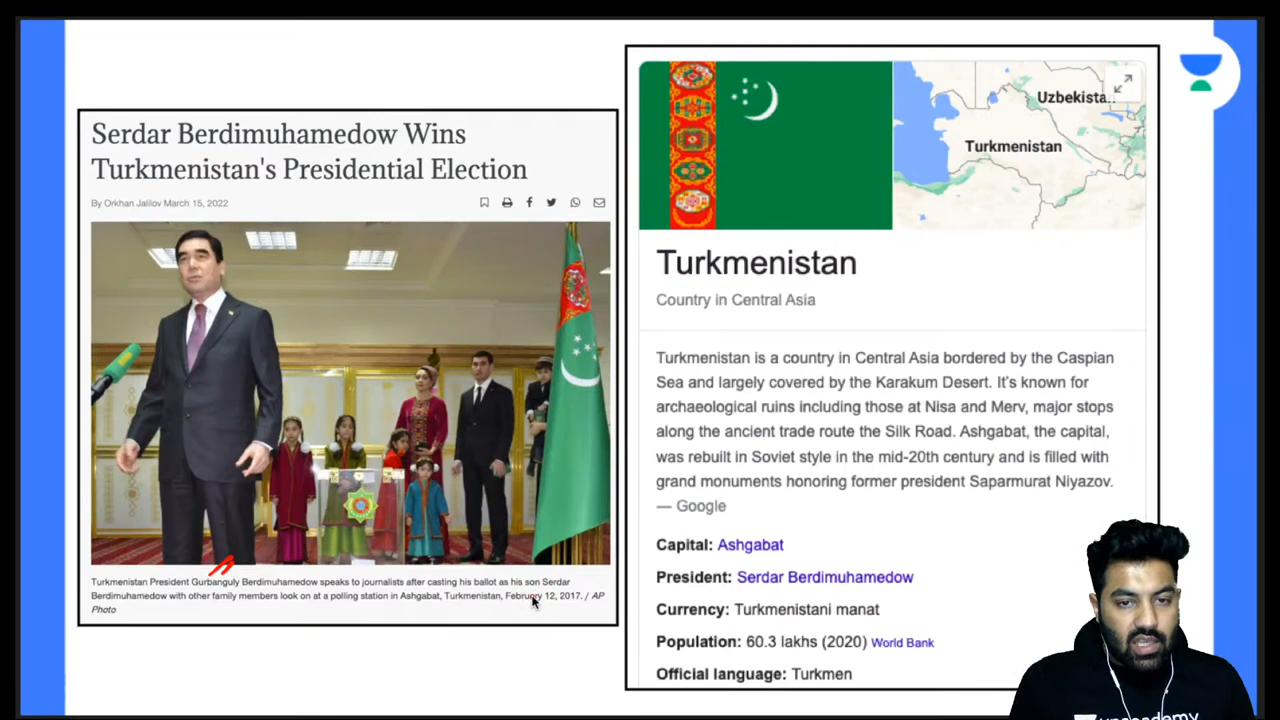 Serdar Berdimuhamedow Wins
Turkmenistan's Presidential Election
By Orkhan Jalilov March 15, 2022
Turkmenistan President Gurbanguly Berdimuhamedow speaks to journalists after casting his ballot as his son Serdar
Berdimuhamedow with other family members look on at a polling station in Ashgabat, Turkmenistan, February 12, 2017. / AP
Photo
Uzbekista..
Turkmenistan
Turkmenistan
Country in Central Asia
Turkmenistan is a country in Central Asia bordered by the Caspian
Sea and largely covered by the Karakum Desert. It's known for
archaeological ruins including those at Nisa and Merv, major stops
along the ancient trade route the Silk Road. Ashgabat, the capital,
was rebuilt in Soviet style in the mid-20th century and is filled with
grand monuments honoring former president Saparmurat Niyazov.
— Google
Capital: Ashgabat
President: Serdar Berdimuhamedow
Currency: Turkmenistani manat
Population: 60.3 lakhs (2020) World Bank
Official language: Turkmen